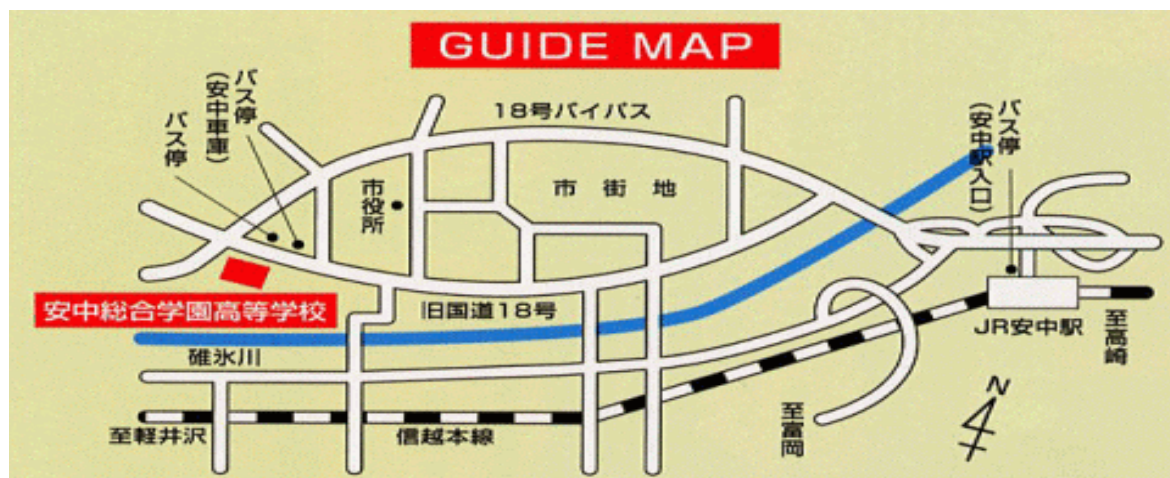 GUIDE MAP
バス停
(安中車庫)
バス停
18号バイパス
バス停
(安中駅入口)
市役所
市街地
安中総合学園高等学校
旧国道18号
碓氷川
JR安中駅
至高崎
至軽井沢
信越本線
至富岡
N